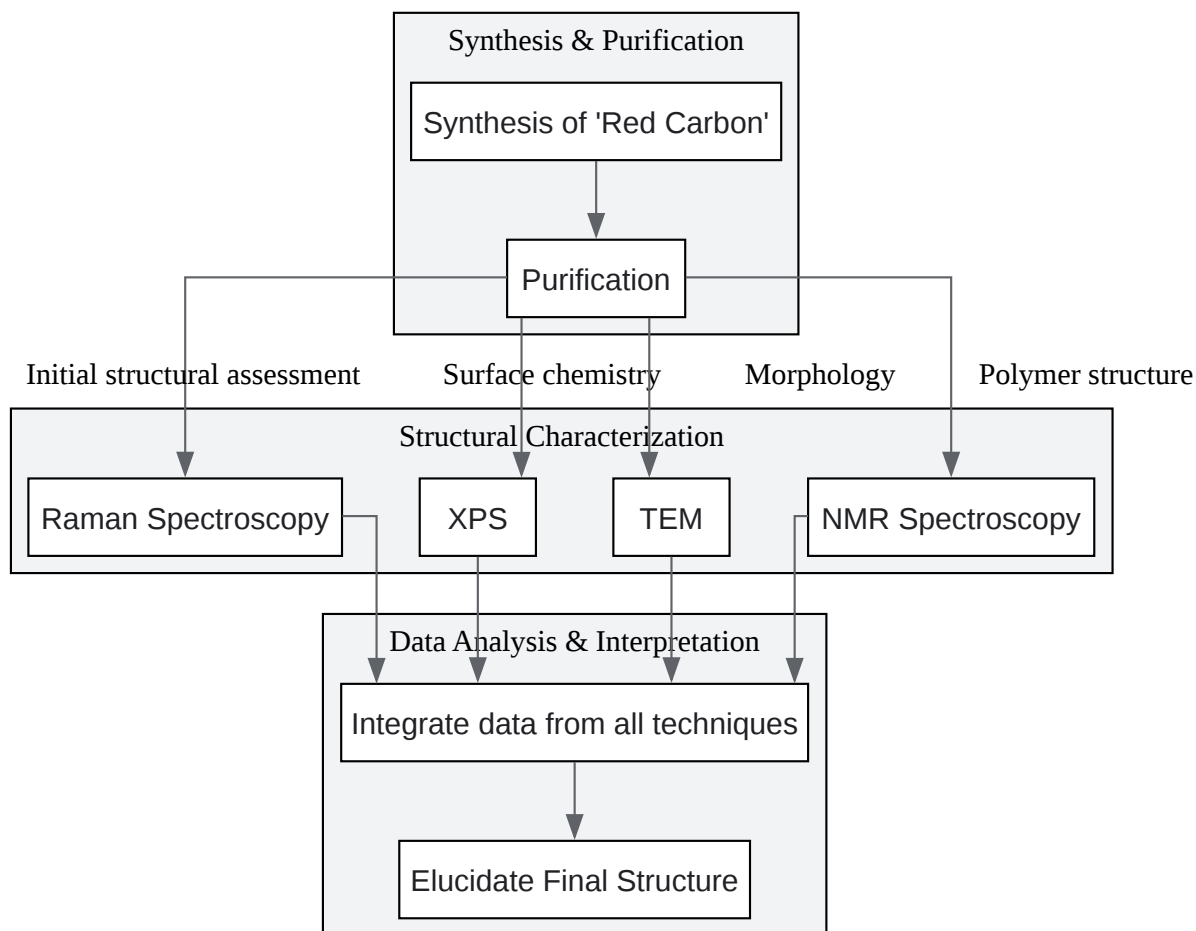 Synthesis & Purification
Synthesis of 'Red Carbon'
Purification
Initial structural assessment
Surface chemistry
Morphology
Polymer structure
Structural Characterization
Raman Spectroscopy
XPS
TEM
NMR Spectroscopy
Data Analysis & Interpretation
Integrate data from all techniques
Elucidate Final Structure